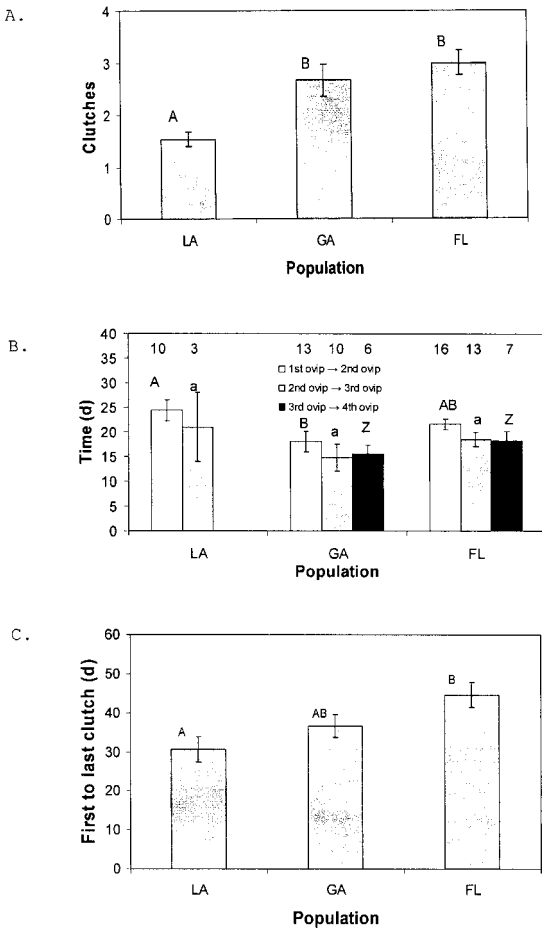 A.
4
3
2
1
0
Clutches
A
B
B
LA GA FL
Population
B.
40
35
30
25
20
15
10
5
0
Time (d)
10 3 13 10 6 16 13 7
1st ovip → 2nd ovip
2nd ovip → 3rd ovip
3rd ovip → 4th ovip
A a B a Z AB a Z
LA GA FL
Population
C.
60
50
40
30
20
10
0
First to last clutch (d)
A
AB
B
LA GA FL
Population